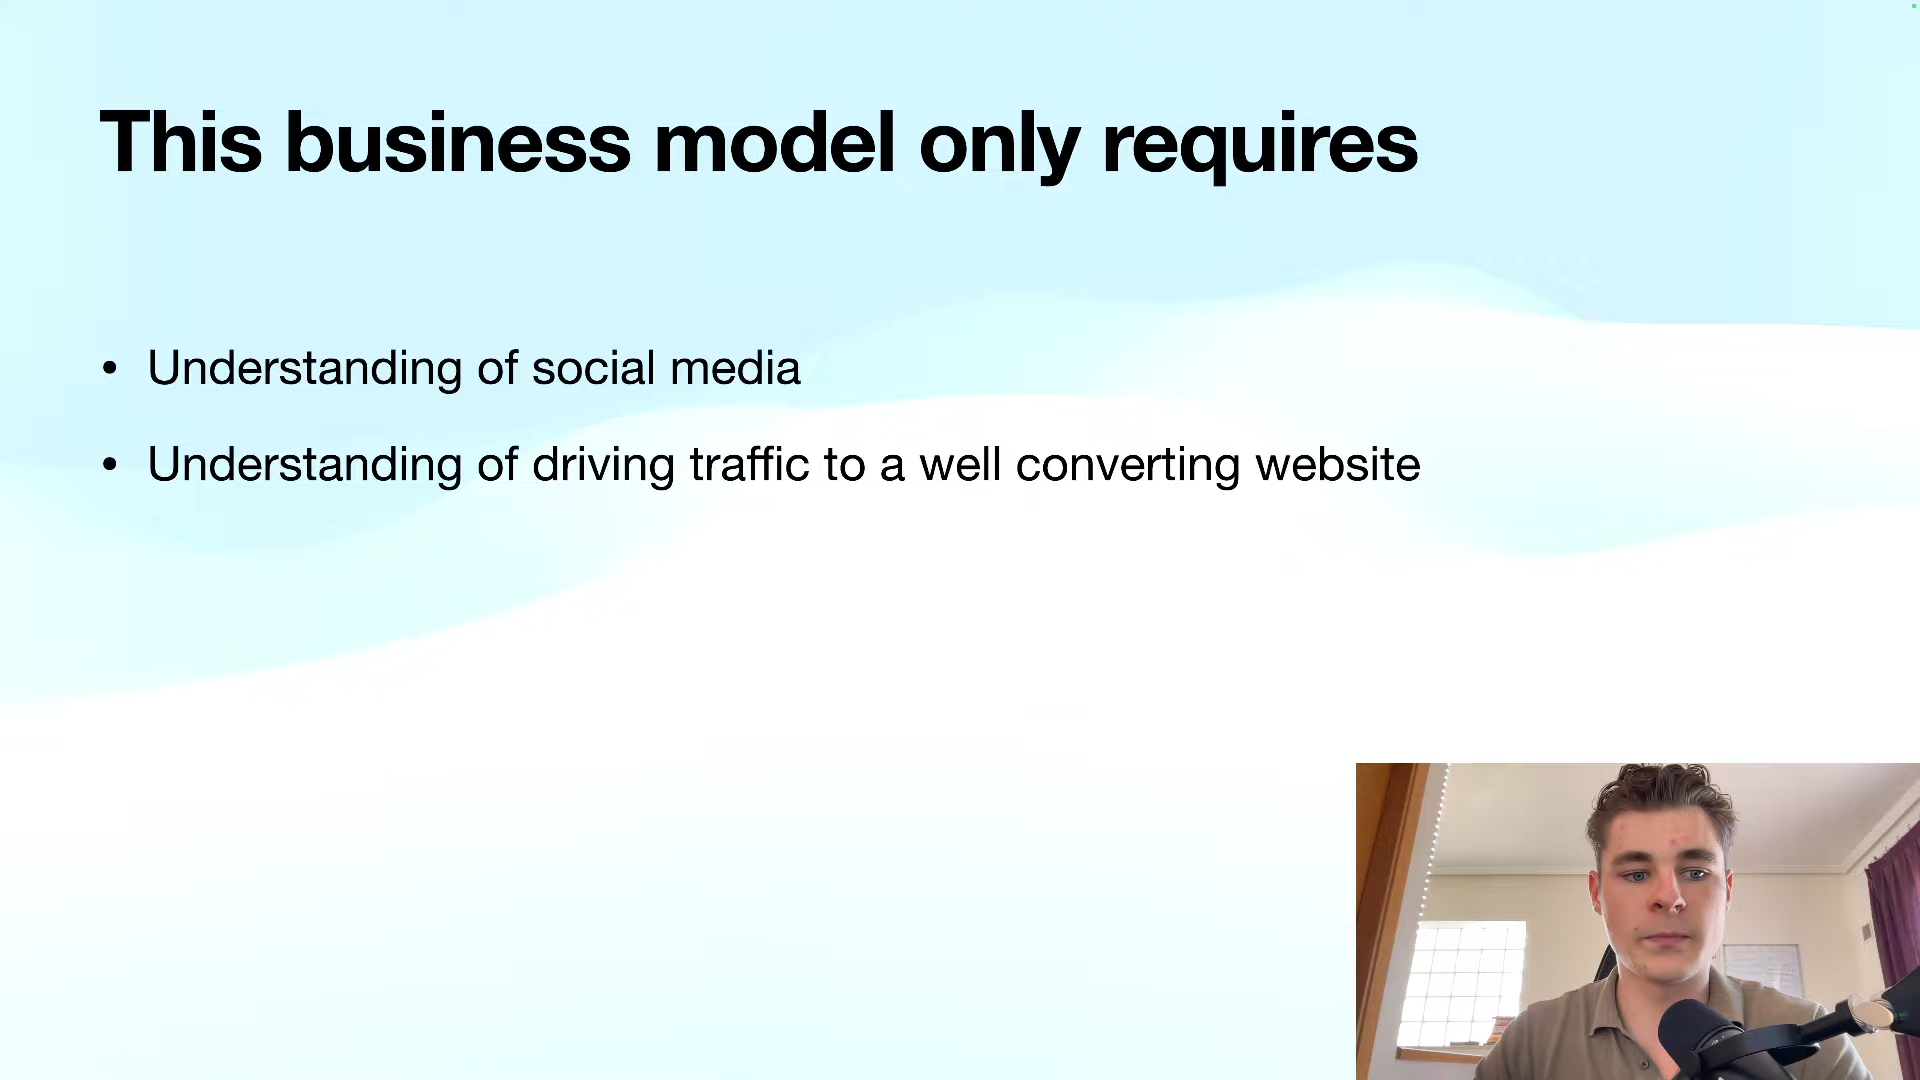 This business model only requires
• Understanding of social media
• Understanding of driving traffic to a well converting website